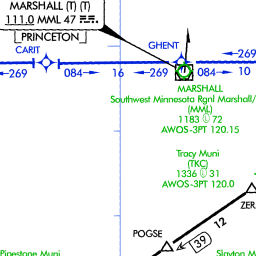 MARSHALL (T) (T)
111.0 MML 47
PRINCETON
CARIT
GHENT
269
269
084
16
269
084
10
MARSHALL
Southwest Minnesota Rgnl Marshall/
(MML)
1183 72
AWOS-3PT 120.15
Tracy Muni
(TKC)
1336 31
AWOS-3PT 120.0
ZER
12
39
POGSE
Pipestone Muni
Slayton M